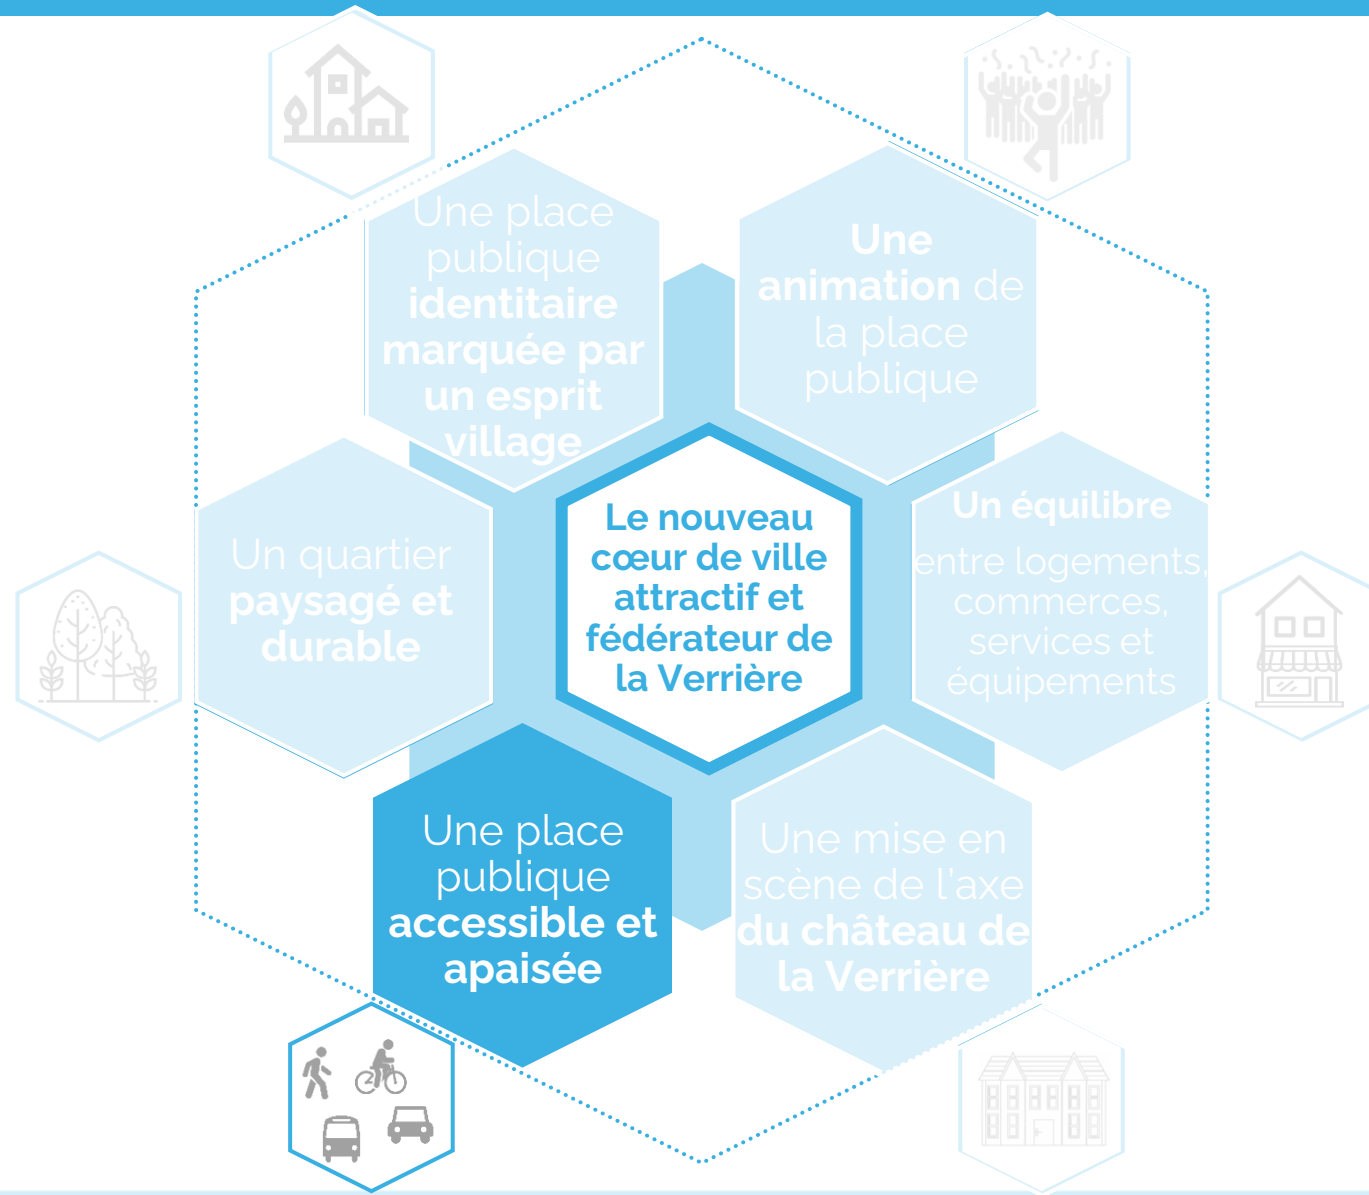 Une place
publique
identitaire
marquée par
un esprit
village
Une
animation de
la place
publique
Un quartier
paysagé et
durable
Le nouveau
cœur de ville
attractif et
fédérateur de
la Verrière
Un équilibre
entre logements,
commerces,
services et
équipements
Une place
publique
accessible et
apaisée
Une mise en
scène de l’axe
du château de
la Verrière